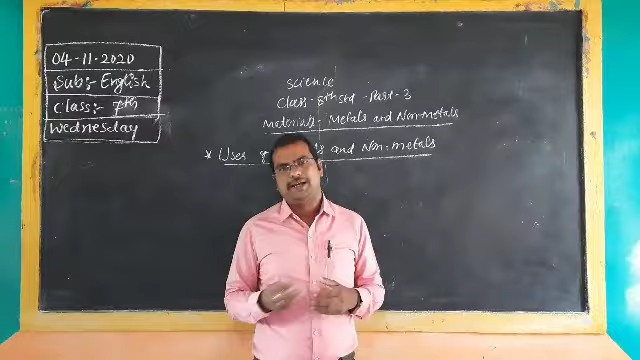 04-11-2020
Sub:- English
Class:- 7th
Wednesday
Science
Class-8th Std - Part-3
Materials:- Metals and Non-Metals
* Uses and Non-metals